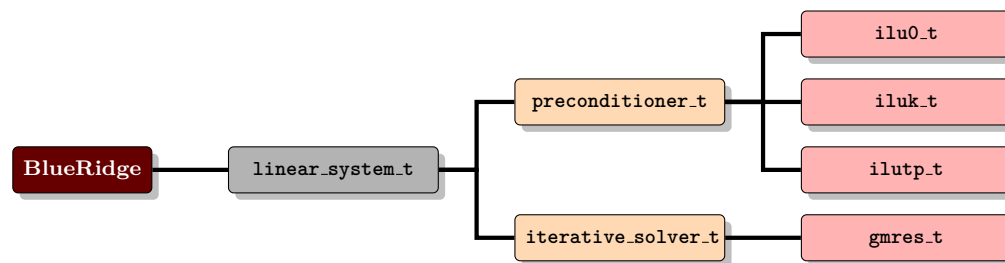 BlueRidge
linear_system_t
preconditioner_t
iterative_solver_t
ilu0_t
iluk_t
ilutp_t
gmres_t